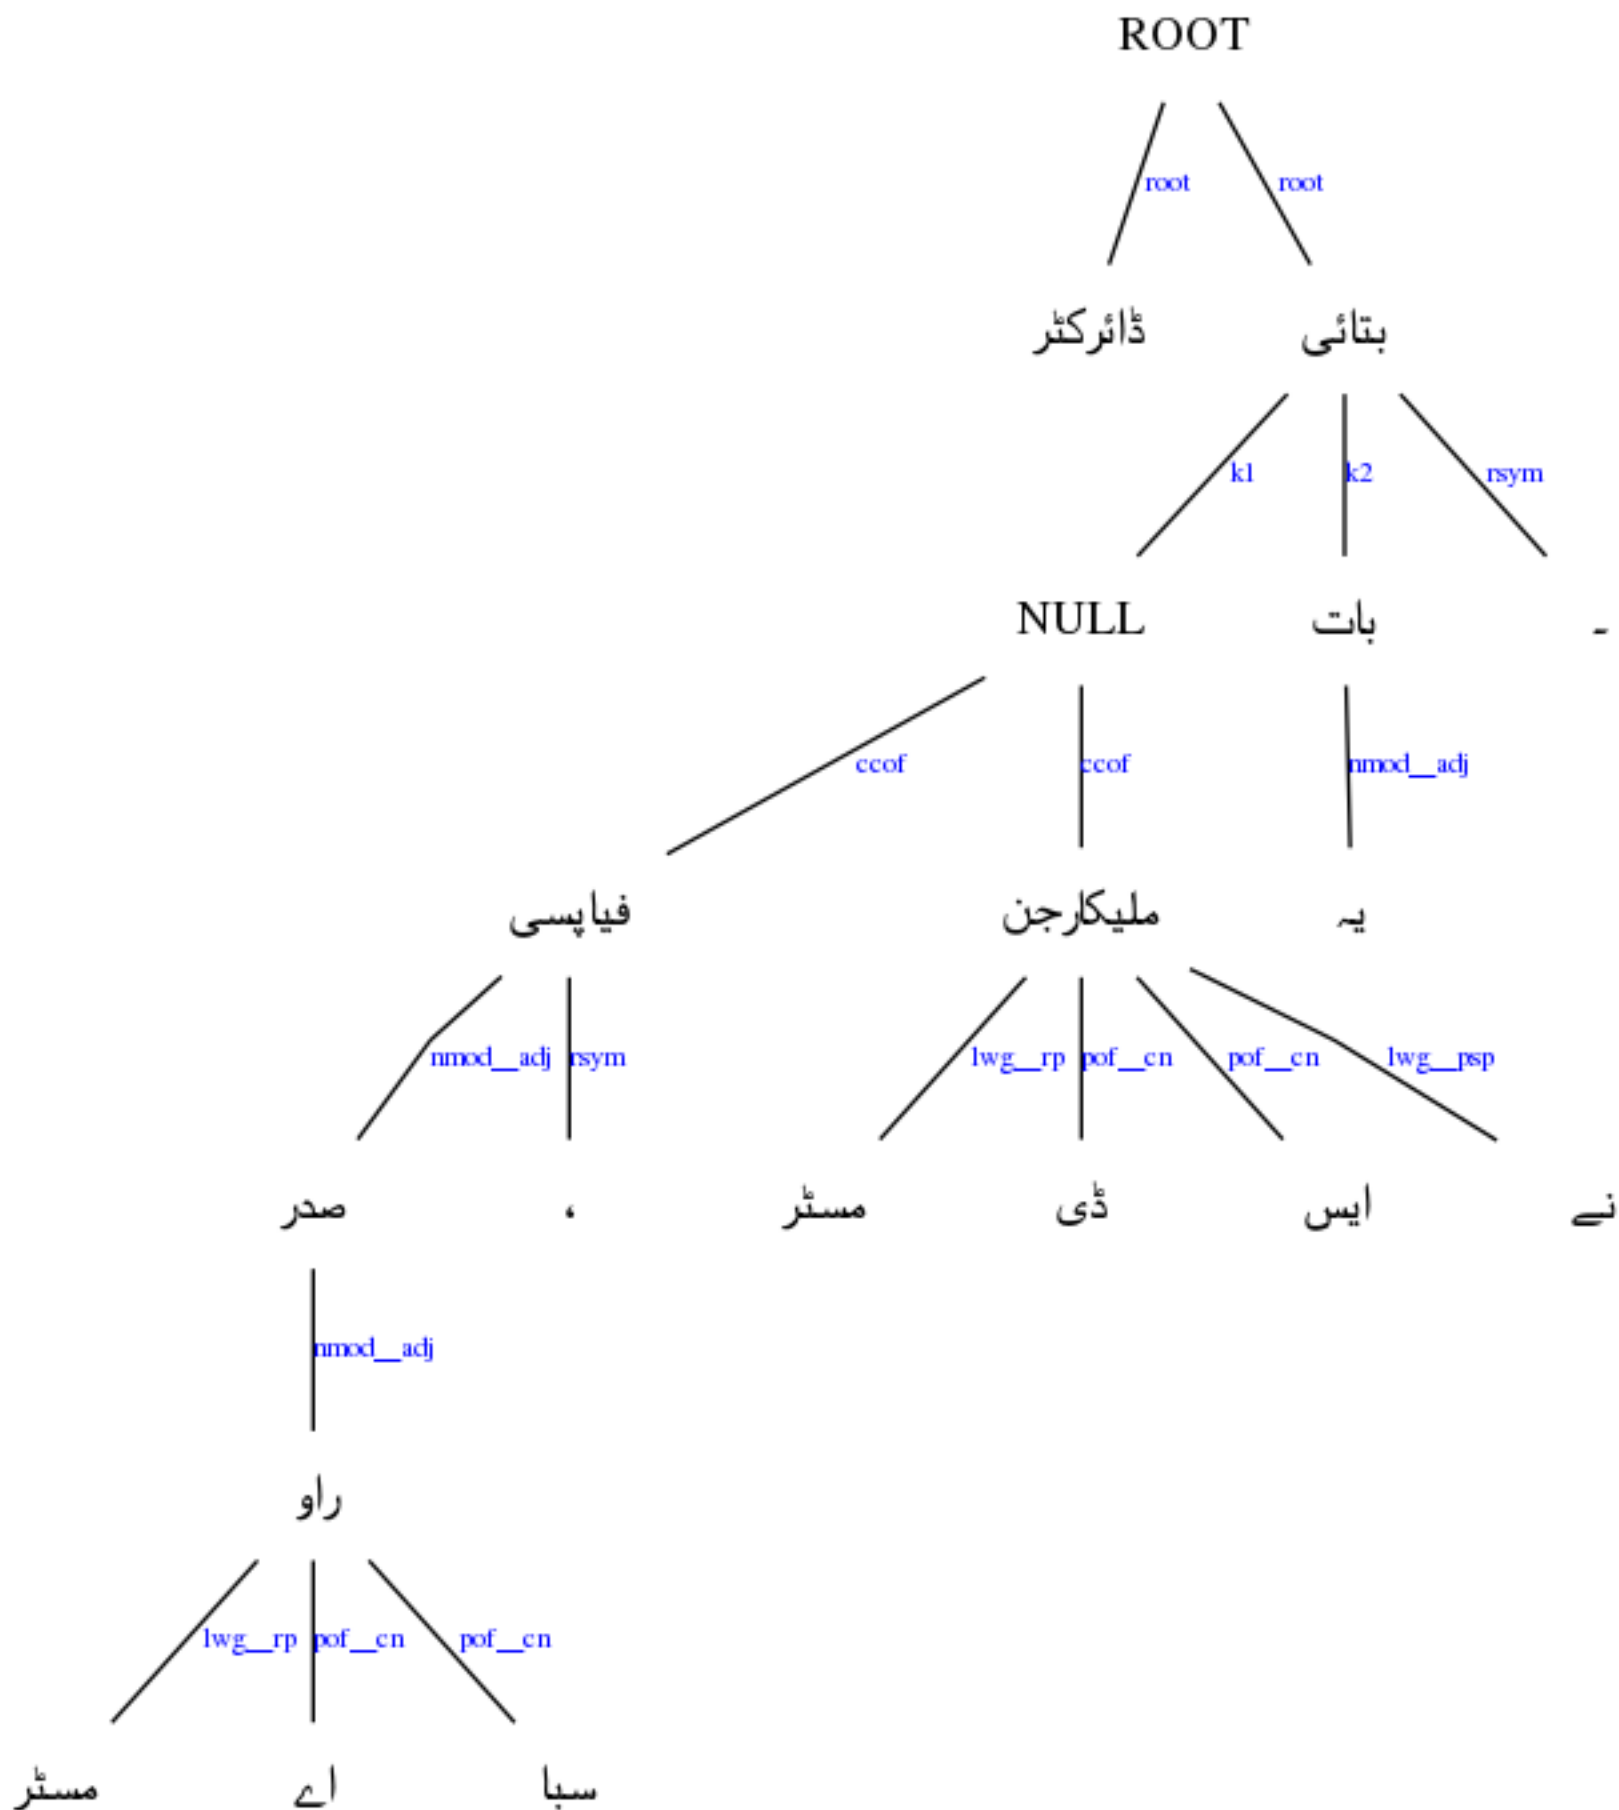 ROOT
root root
ڈائرکٹر بتائی
k1 k2 rsym
NULL بات ۔
ccof ccof nmod__adj
فیاپسی ملیکارجن یہ
nmod__adj rsym lwg__rp pof__cn pof__cn lwg__psp
صدر ، مسٹر ڈی ایس نے
nmod__adj
راو
lwg__rp pof__cn pof__cn
مسٹر اے سبا